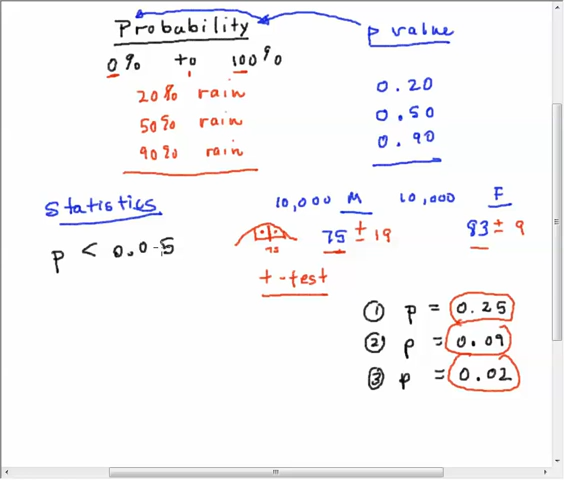 Probability
0% to 100%
20% rain
50% rain
90% rain
p value
0.20
0.50
0.90
Statistics
p < 0.05
10,000 M 10,000 F
75 ± 19 83 ± 9
75
t-test
① p = 0.25
② p = 0.09
③ p = 0.02